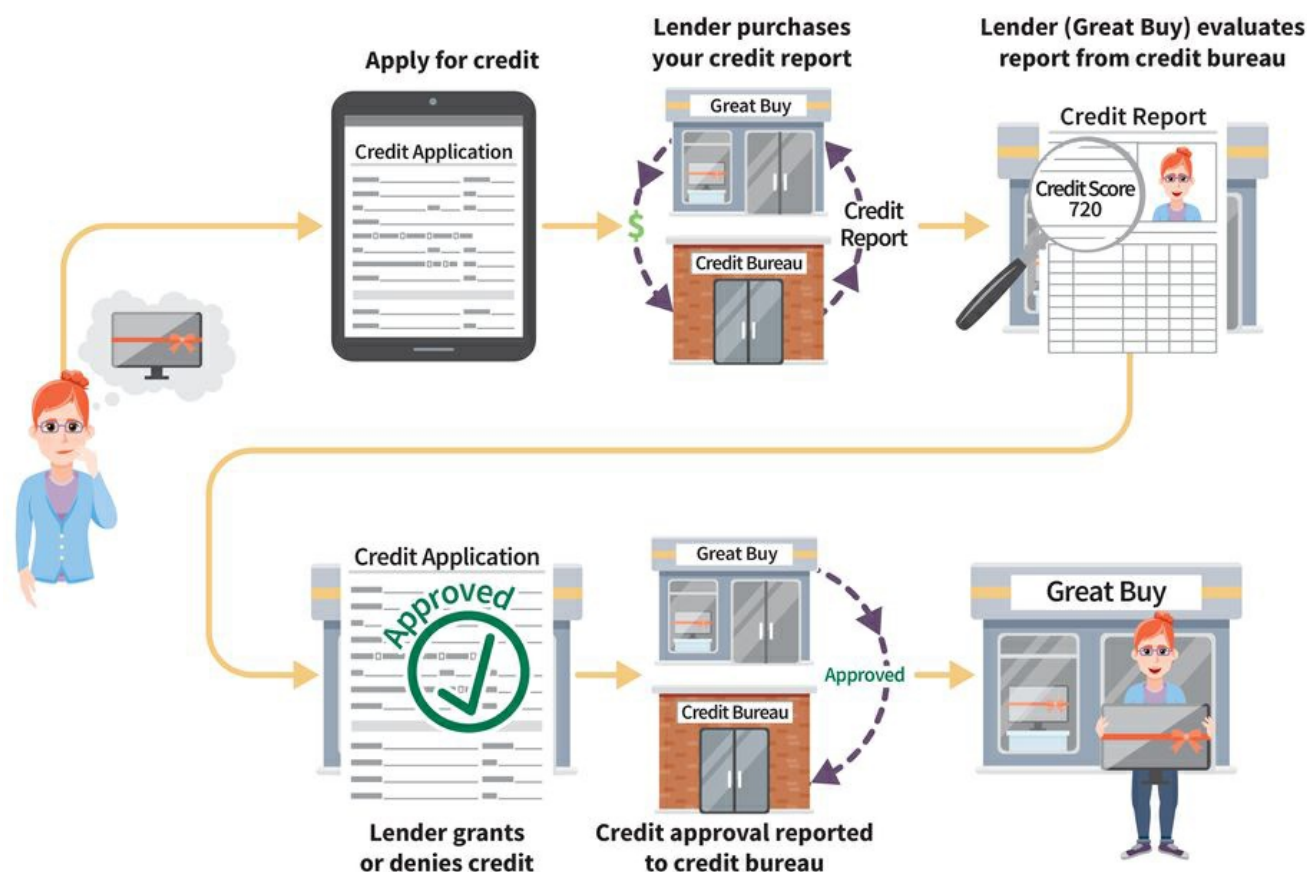 Apply for credit
Credit Application
Lender purchases
your credit report
Great Buy
$
Credit
Report
Credit Bureau
Lender (Great Buy) evaluates
report from credit bureau
Credit Report
Credit Score
720
Credit Application
Approved
Lender grants
or denies credit
Great Buy
Approved
Credit Bureau
Credit approval reported
to credit bureau
Great Buy